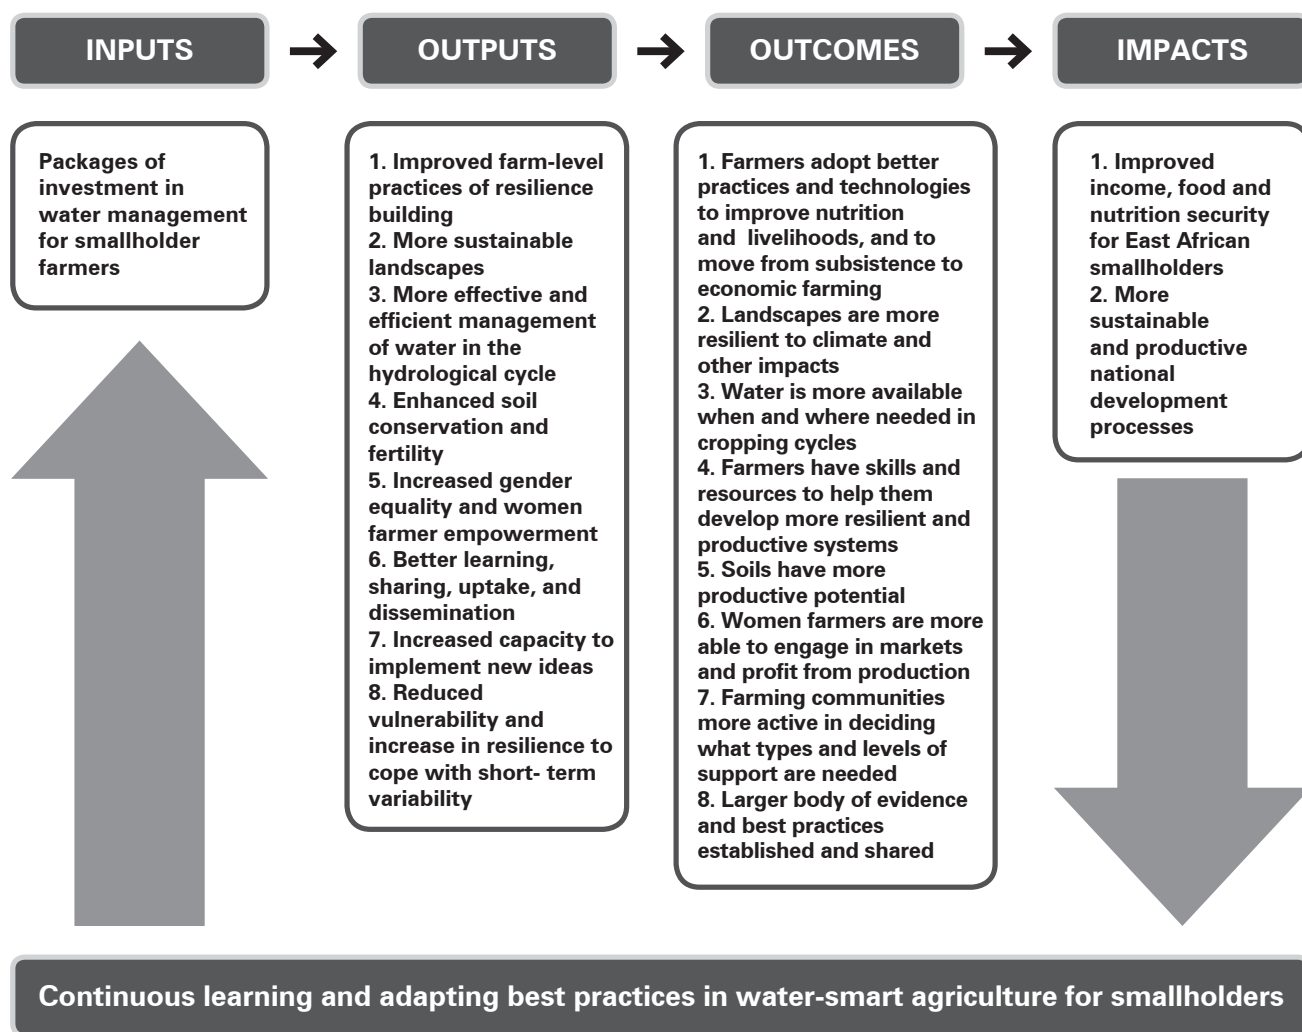 INPUTS
OUTPUTS
OUTCOMES
IMPACTS
Packages of
investment in
water management
for smallholder
farmers
1. Improved farm-level
practices of resilience
building
2. More sustainable
landscapes
3. More effective and
efficient management
of water in the
hydrological cycle
4. Enhanced soil
conservation and
fertility
5. Increased gender
equality and women
farmer empowerment
6. Better learning,
sharing, uptake, and
dissemination
7. Increased capacity to
implement new ideas
8. Reduced
vulnerability and
increase in resilience to
cope with short- term
variability
1. Farmers adopt better
practices and technologies
to improve nutrition
and  livelihoods, and to
move from subsistence to
economic farming
2. Landscapes are more
resilient to climate and
other impacts
3. Water is more available
when and where needed in
cropping cycles
4. Farmers have skills and
resources to help them
develop more resilient and
productive systems
5. Soils have more
productive potential
6. Women farmers are more
able to engage in markets
and profit from production
7. Farming communities
more active in deciding
what types and levels of
support are needed
8. Larger body of evidence
and best practices
established and shared
1. Improved
income, food and
nutrition security
for East African
smallholders
2. More
sustainable
and productive
national
development
processes
Continuous learning and adapting best practices in water-smart agriculture for smallholders